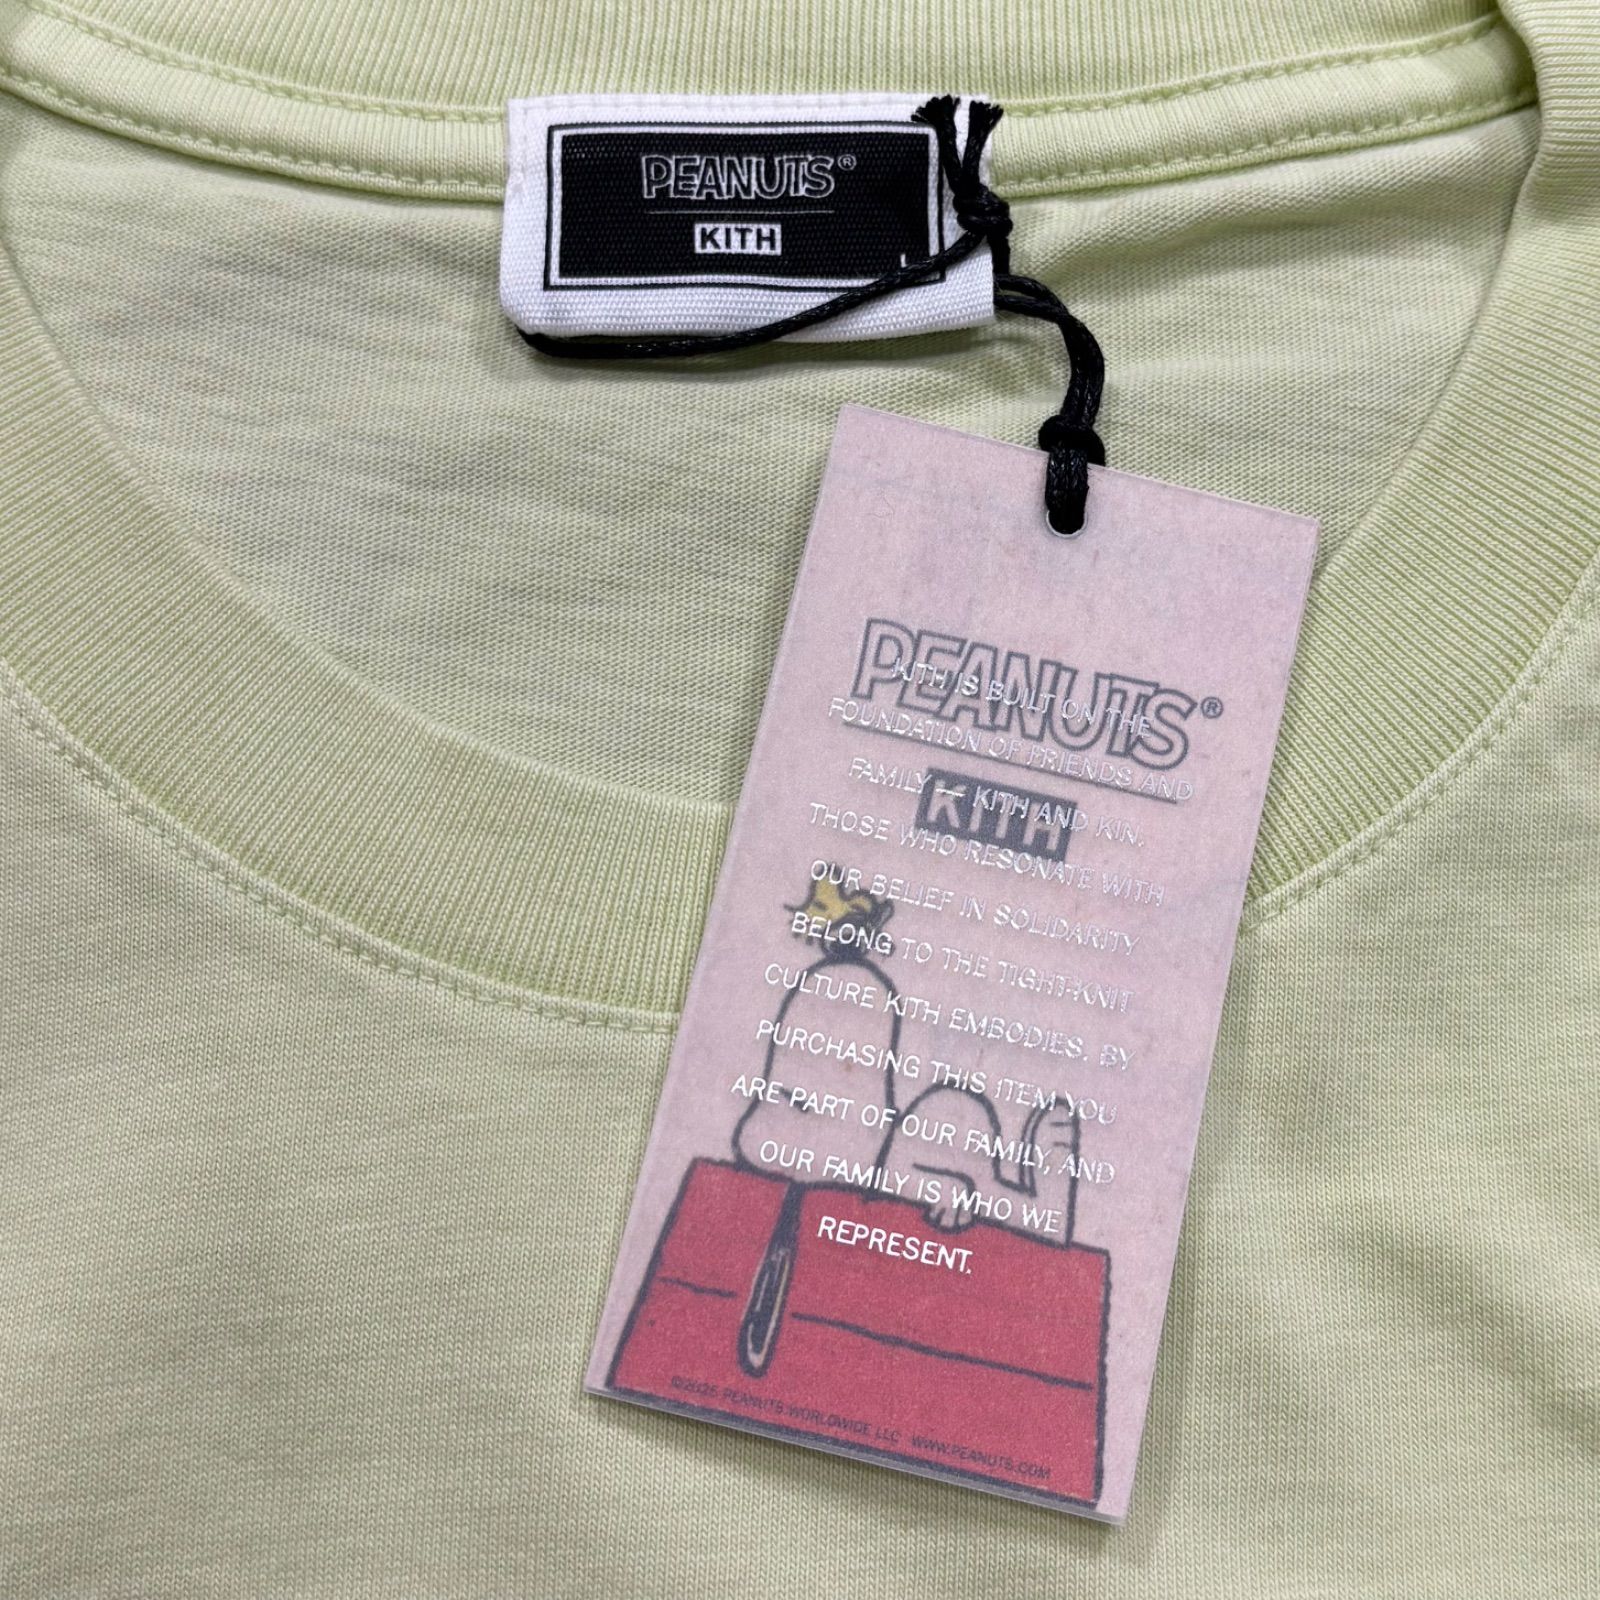 PEANUTS®
KITH
L
PEANUTS®
KITH
KITH IS BUILT ON THE
FOUNDATION OF FRIENDS AND
FAMILY — KITH AND KIN.
THOSE WHO RESONATE WITH
OUR BELIEF IN SOLIDARITY
BELONG TO THE TIGHT-KNIT
CULTURE KITH EMBODIES. BY
PURCHASING THIS ITEM YOU
ARE PART OF OUR FAMILY, AND
OUR FAMILY IS WHO WE
REPRESENT.
©2025 PEANUTS WORLDWIDE LLC WWW.PEANUTS.COM